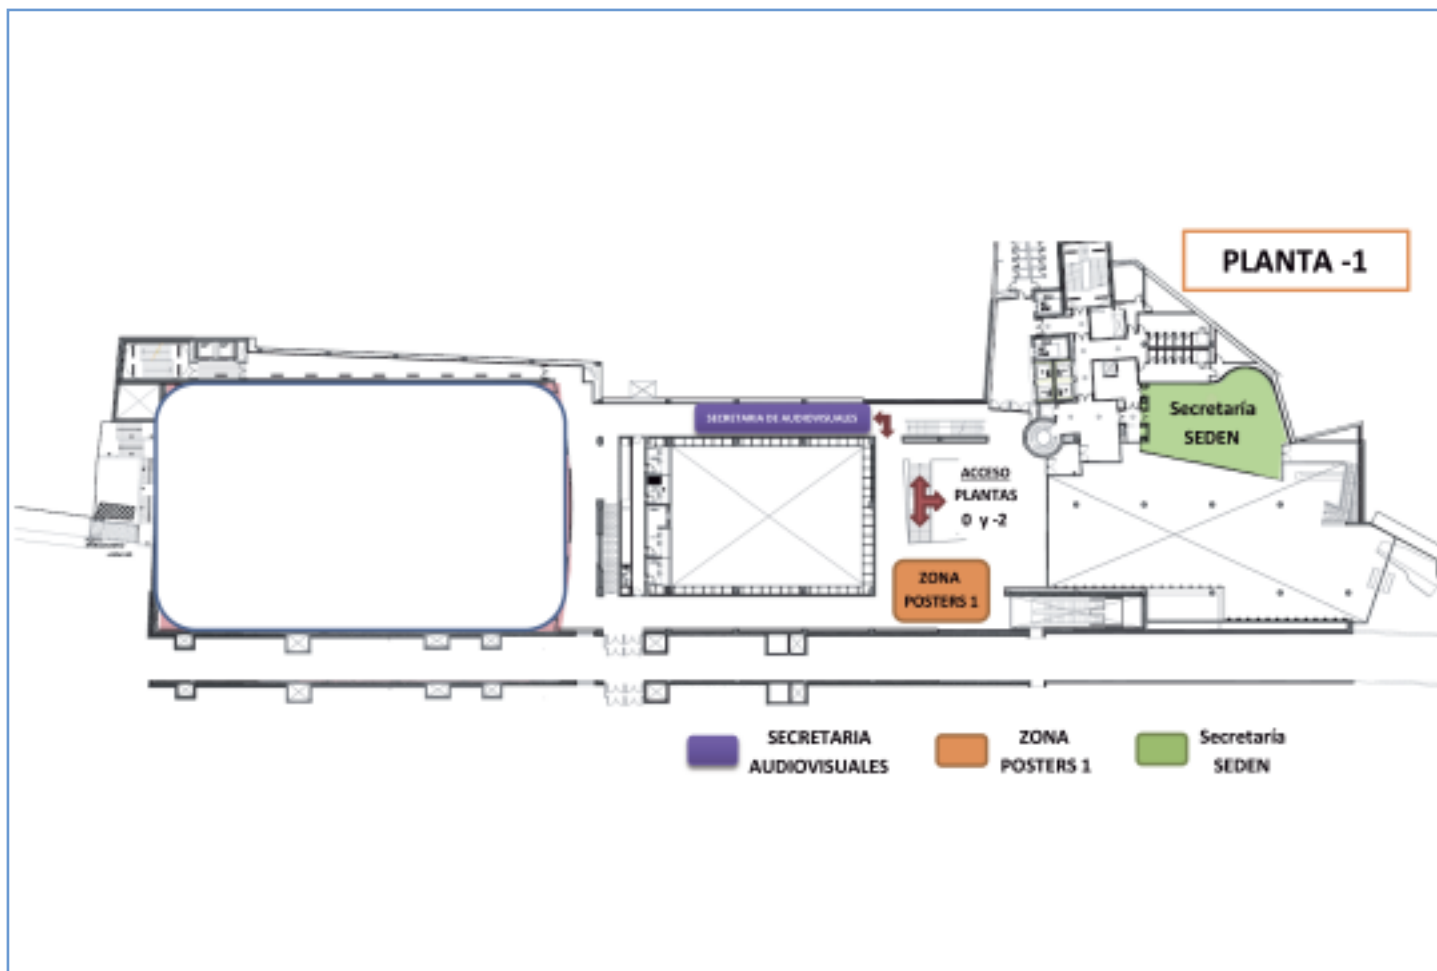 PLANTA -1
SECRETARIA DE AUDIOVISUALES
Secretaría
SEDEN
ACCESO
PLANTAS
0 y -2
ZONA
POSTERS 1
SECRETARIA
AUDIOVISUALES
ZONA
POSTERS 1
Secretaría
SEDEN